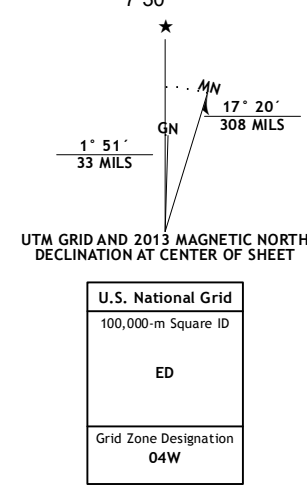 7 30
★
MN
GN
17° 20´
308 MILS
1° 51´
33 MILS
UTM GRID AND 2013 MAGNETIC NORTH
DECLINATION AT CENTER OF SHEET
U.S. National Grid
100,000-m Square ID
ED
Grid Zone Designation
04W